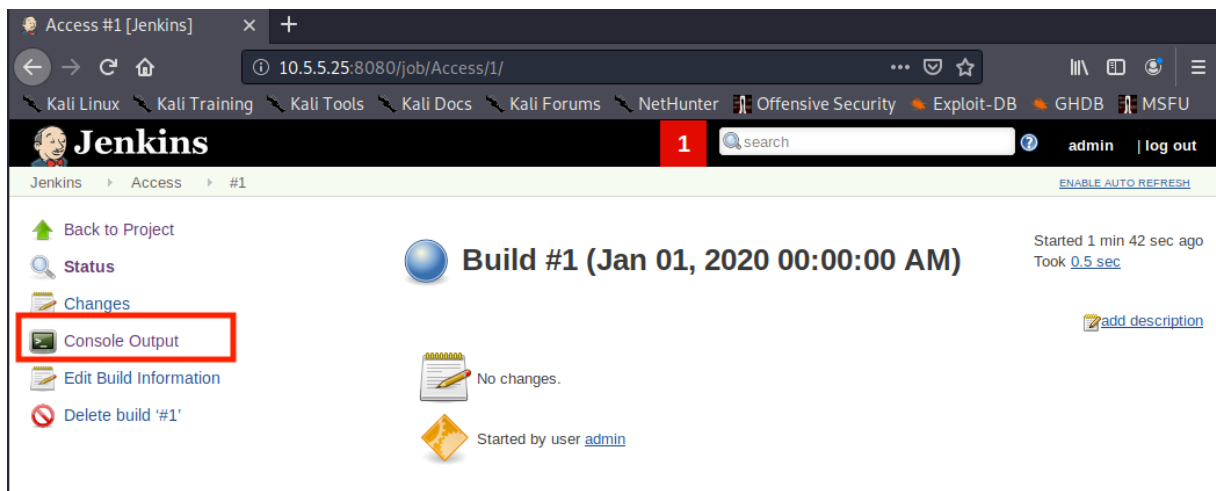 Access #1 [Jenkins]
10.5.5.25:8080/job/Access/1/
Kali Linux Kali Training Kali Tools Kali Docs Kali Forums NetHunter Offensive Security Exploit-DB GHDB MSFU
Jenkins 1 search admin | log out
Jenkins Access #1 ENABLE AUTO REFRESH
Back to Project
Status
Changes
Console Output
Edit Build Information
Delete build ‘#1’
Build #1 (Jan 01, 2020 00:00:00 AM)
Started 1 min 42 sec ago
Took 0.5 sec
add description
No changes.
Started by user admin